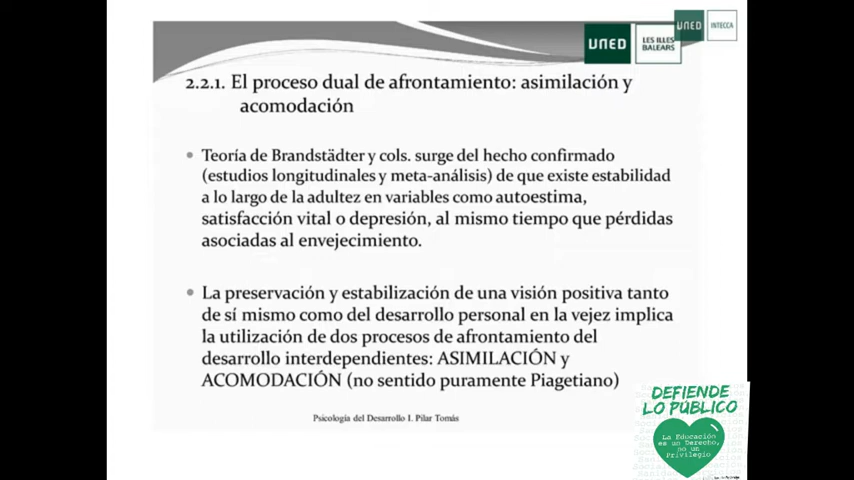 UNED
LES ILLES
BALEARS
UNED
INTECCA
2.2.1. El proceso dual de afrontamiento: asimilación y
acomodación
Teoría de Brandstädter y cols. surge del hecho confirmado
(estudios longitudinales y meta-análisis) de que existe estabilidad
a lo largo de la adultez en variables como autoestima,
satisfacción vital o depresión, al mismo tiempo que pérdidas
asociadas al envejecimiento.
La preservación y estabilización de una visión positiva tanto
de sí mismo como del desarrollo personal en la vejez implica
la utilización de dos procesos de afrontamiento del
desarrollo interdependientes: ASIMILACIÓN y
ACOMODACIÓN (no sentido puramente Piagetiano)
Psicología del Desarrollo I. Pilar Tomás
DEFIENDE
LO PÚBLICO
La Educación
es un Derecho,
no un
Privilegio